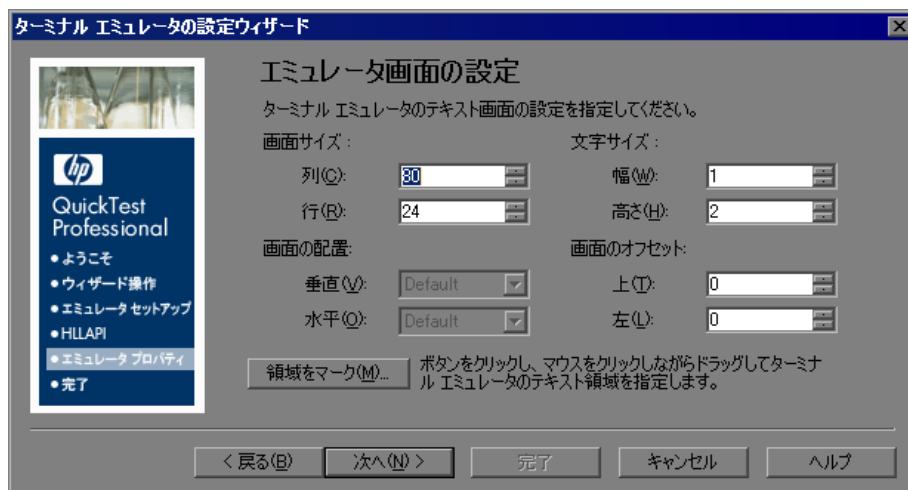 ターミナル エミュレータの設定ウィザード
エミュレータ画面の設定
ターミナル エミュレータのテキスト画面の設定を指定してください。
画面サイズ :
列(C): 80
行(R): 24
文字サイズ :
幅(W): 1
高さ(H): 2
画面の配置:
垂直(V): Default
水平(O): Default
画面のオフセット:
上(T): 0
左(L): 0
領域をマーク(M)...
ボタンをクリックし、マウスをクリックしながらドラッグしてターミナ
ル エミュレータのテキスト領域を指定します。
hp
QuickTest
Professional
• ようこそ
• ウィザード操作
• エミュレータ セットアップ
• HLLAPI
• エミュレータ プロパティ
• 完了
< 戻る(B)
次へ(N) >
完了
キャンセル
ヘルプ